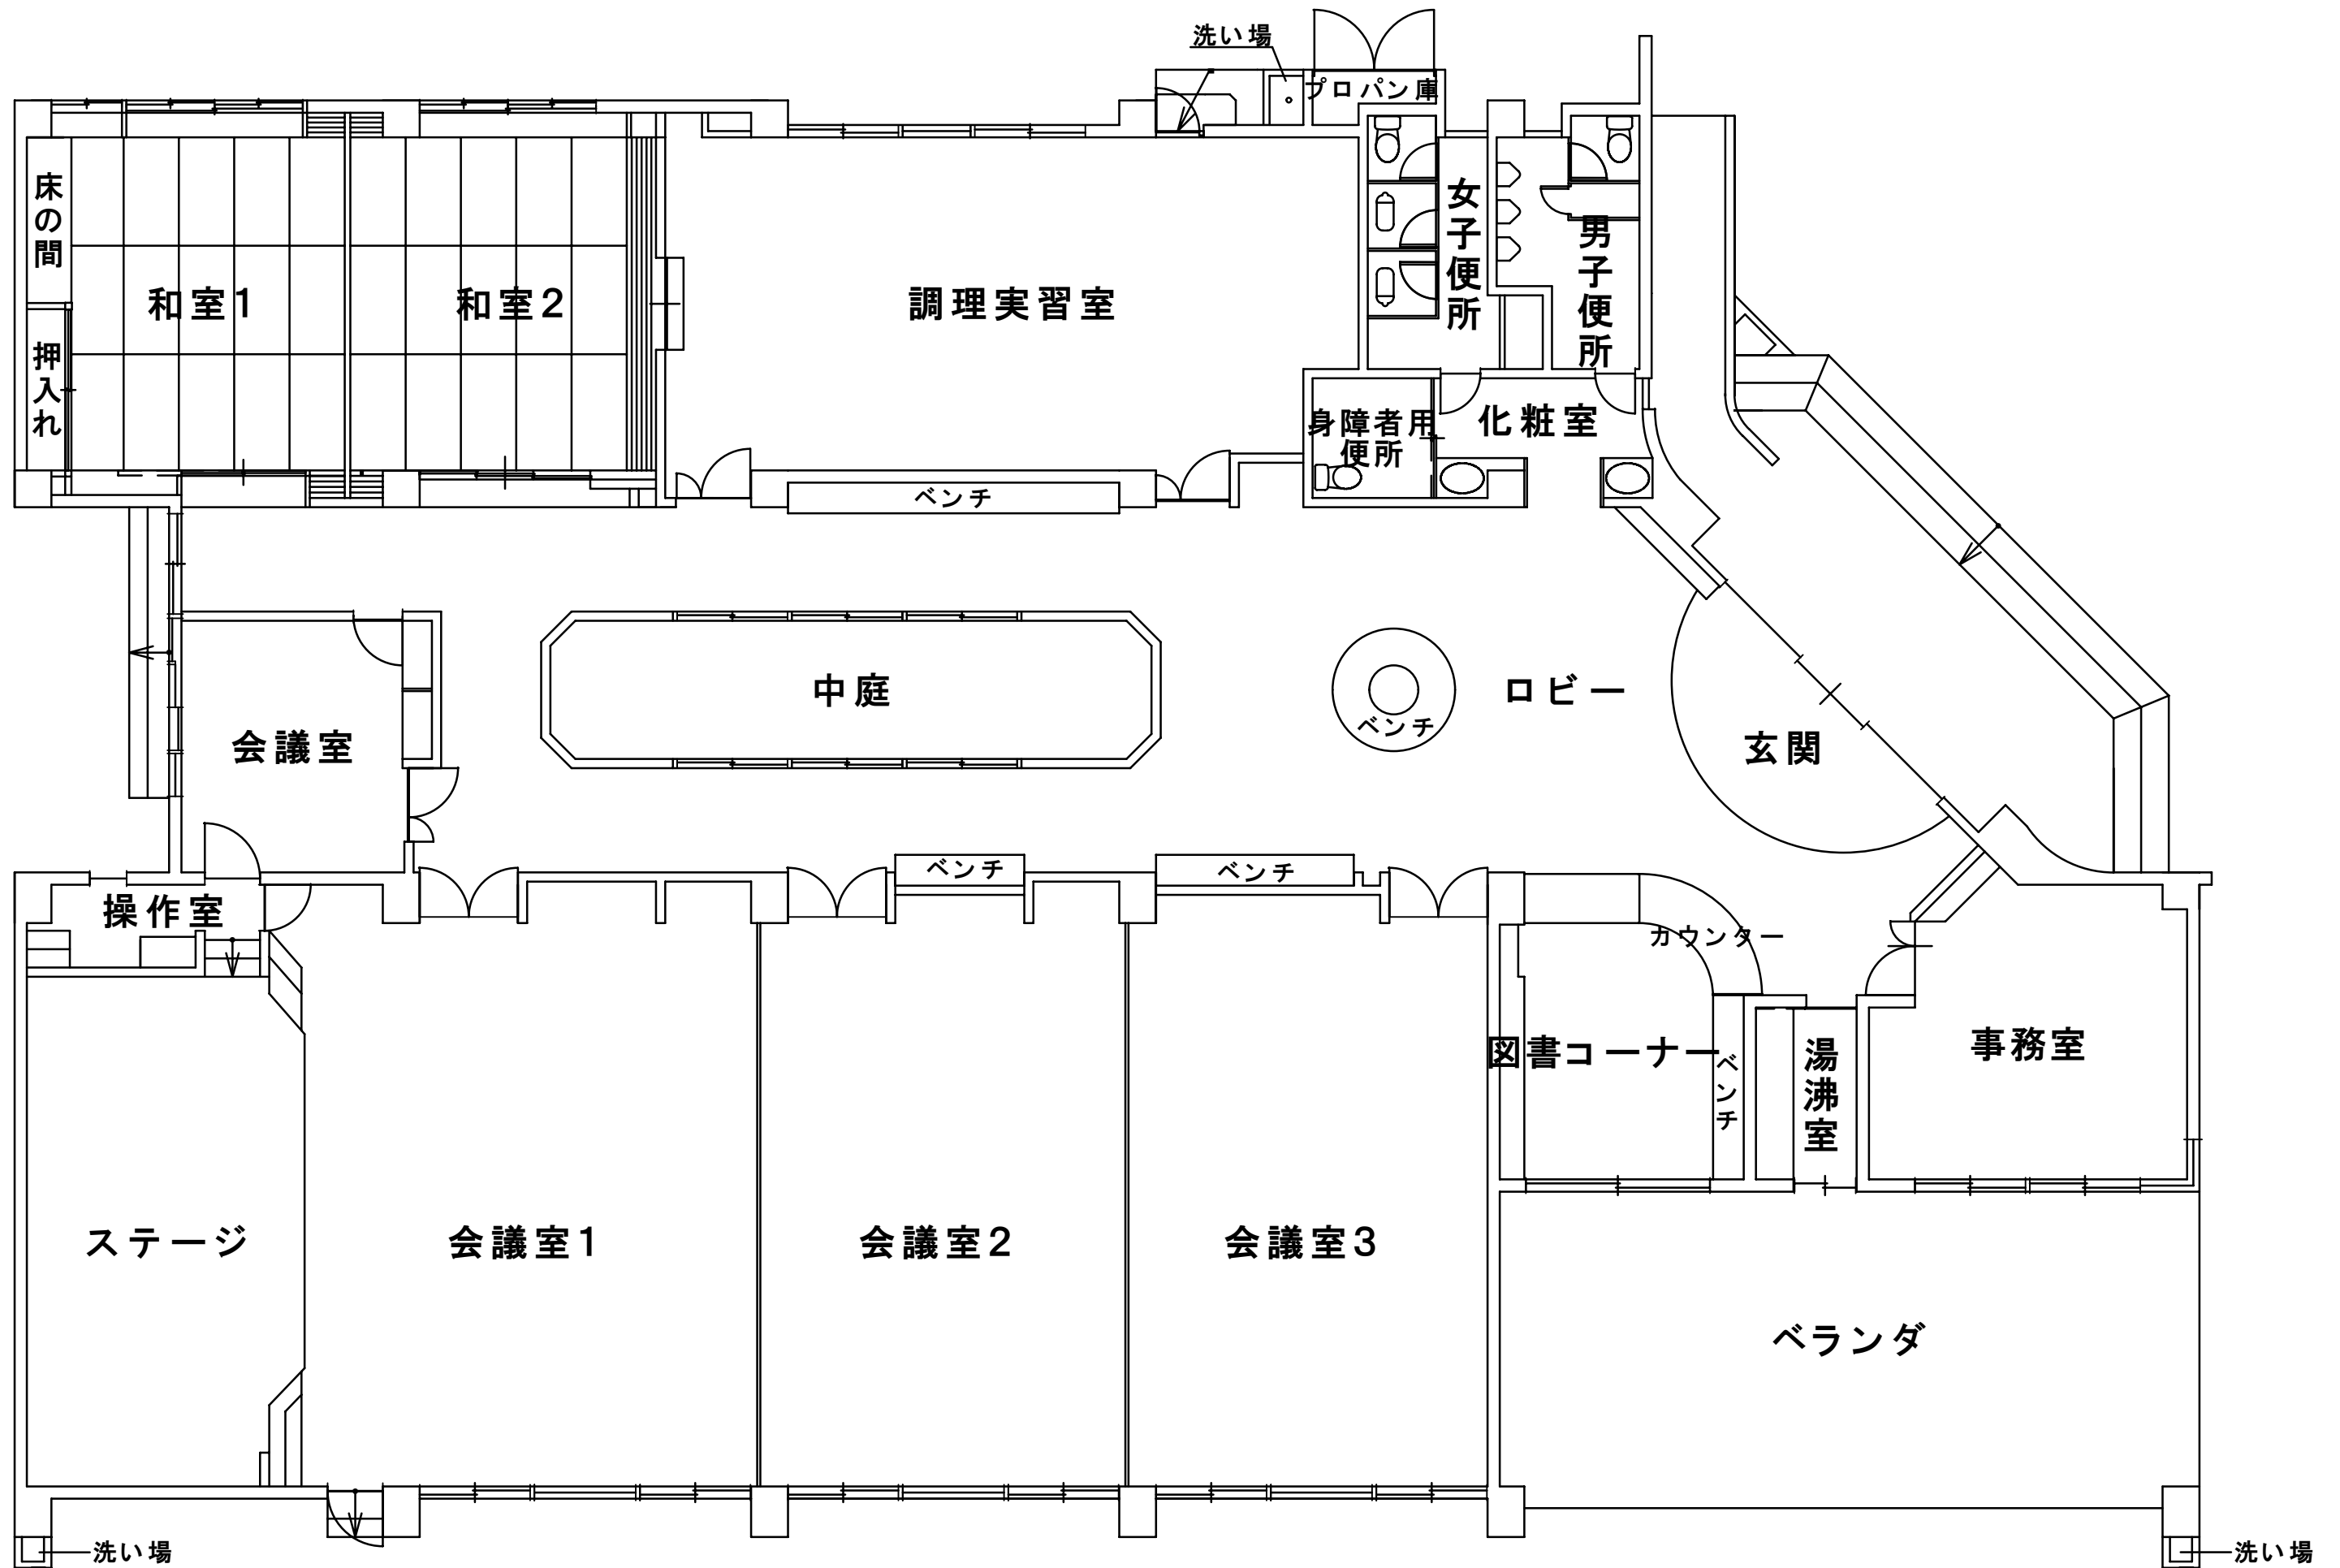 洗い場
プロパン庫
床の間
押入れ
和室1
和室2
調理実習室
女子便所
男子便所
身障者用
便所
化粧室
ベンチ
中庭
ベンチ
ロビー
玄関
会議室
操作室
ベンチ
ベンチ
カウンター
図書コーナー
ベンチ
湯沸室
事務室
ステージ
会議室1
会議室2
会議室3
ベランダ
洗い場
洗い場